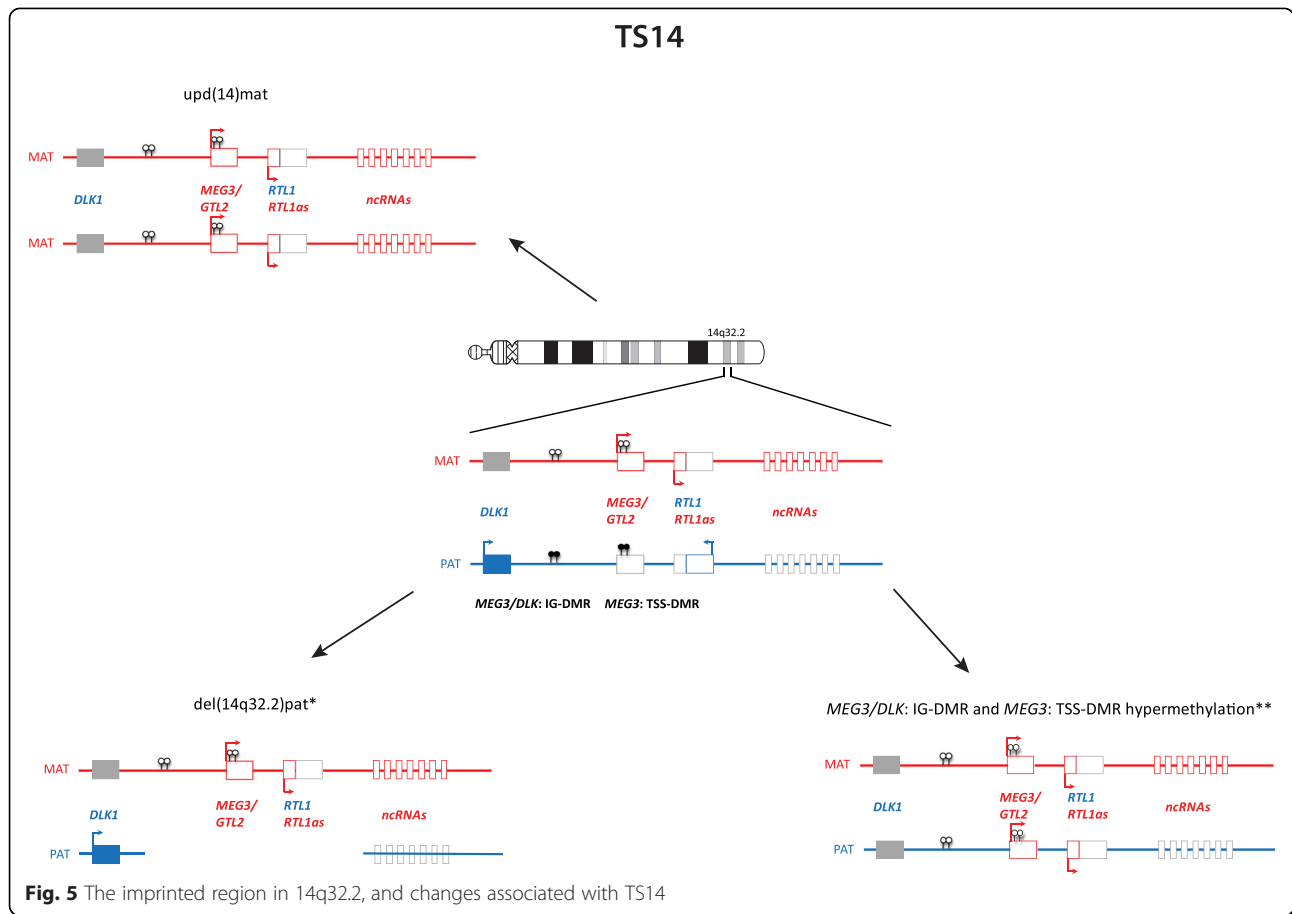 TS14
upd(14)mat
MAT
DLK1
MEG3/
GTL2
RTL1
RTL1as
ncRNAs
MAT
14q32.2
MAT
DLK1
MEG3/
GTL2
RTL1
RTL1as
ncRNAs
PAT
MEG3/DLK: IG-DMR MEG3: TSS-DMR
del(14q32.2)pat*
MAT
DLK1
MEG3/
GTL2
RTL1
RTL1as
ncRNAs
PAT
MEG3/DLK: IG-DMR and MEG3: TSS-DMR hypermethylation**
MAT
DLK1
MEG3/
GTL2
RTL1
RTL1as
ncRNAs
PAT
Fig. 5 The imprinted region in 14q32.2, and changes associated with TS14